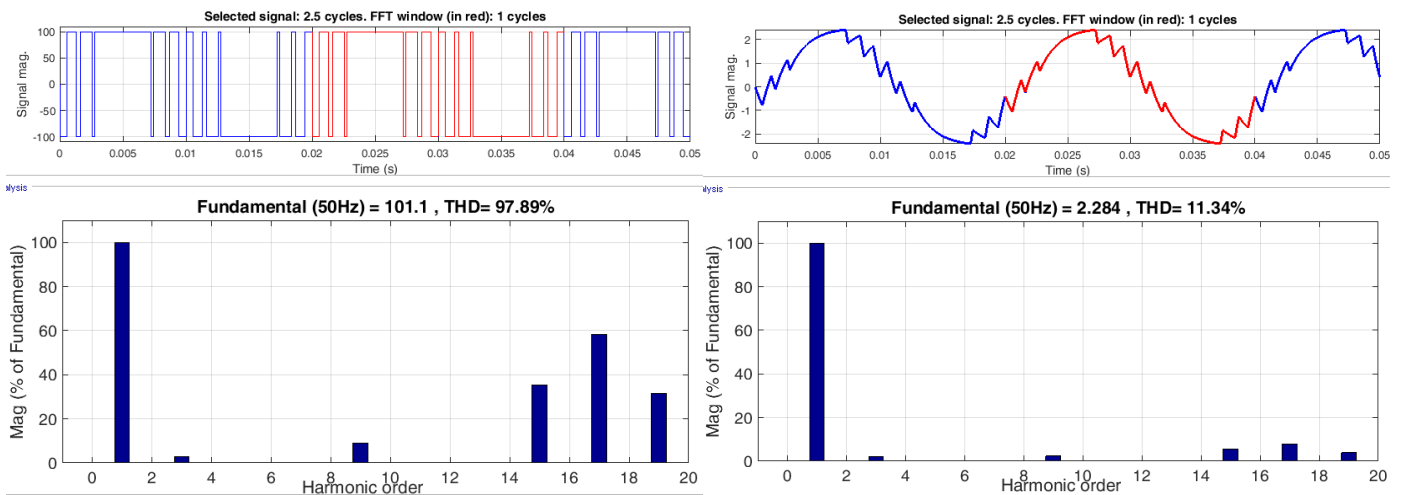 Selected signal: 2.5 cycles. FFT window (in red): 1 cycles
Signal mag.
100
50
0
-50
-100
0 0.005 0.01 0.015 0.02 0.025 0.03 0.035 0.04 0.045 0.05
Time (s)
alysis
Fundamental (50Hz) = 101.1 , THD= 97.89%
Mag (% of Fundamental)
100
80
60
40
20
0
0 2 4 6 8 10 12 14 16 18 20
Harmonic order
Selected signal: 2.5 cycles. FFT window (in red): 1 cycles
Signal mag.
2
1
0
-1
-2
0 0.005 0.01 0.015 0.02 0.025 0.03 0.035 0.04 0.045 0.05
Time (s)
alysis
Fundamental (50Hz) = 2.284 , THD= 11.34%
Mag (% of Fundamental)
100
80
60
40
20
0
0 2 4 6 8 10 12 14 16 18 20
Harmonic order